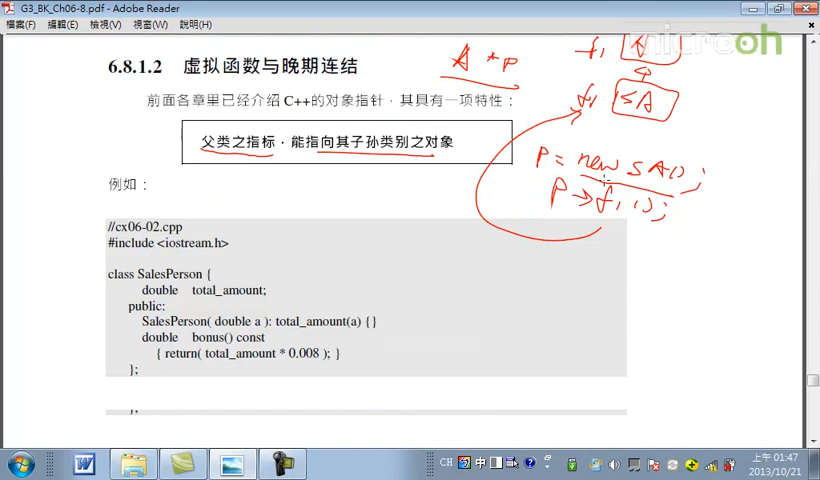 G3_BK_Ch06-8.pdf - Adobe Reader
檔案(F) 編輯(E) 檢視(V) 視窗(W) 說明(H)
microoh
6.8.1.2 虚拟函数与晚期连结
A *p
f1 A
f1 SA
前面各章里已经介绍 C++的对象指针，其具有一项特性：
父类之指标，能指向其子孙类别之对象
p = new SA();
p → f1();
例如：
//cx06-02.cpp
#include <iostream.h>
class SalesPerson {
double total_amount;
public:
SalesPerson( double a ): total_amount(a) {}
double bonus() const
{ return( total_amount * 0.008 ); }
};
};
CH 中
上午 01:47
2013/10/21